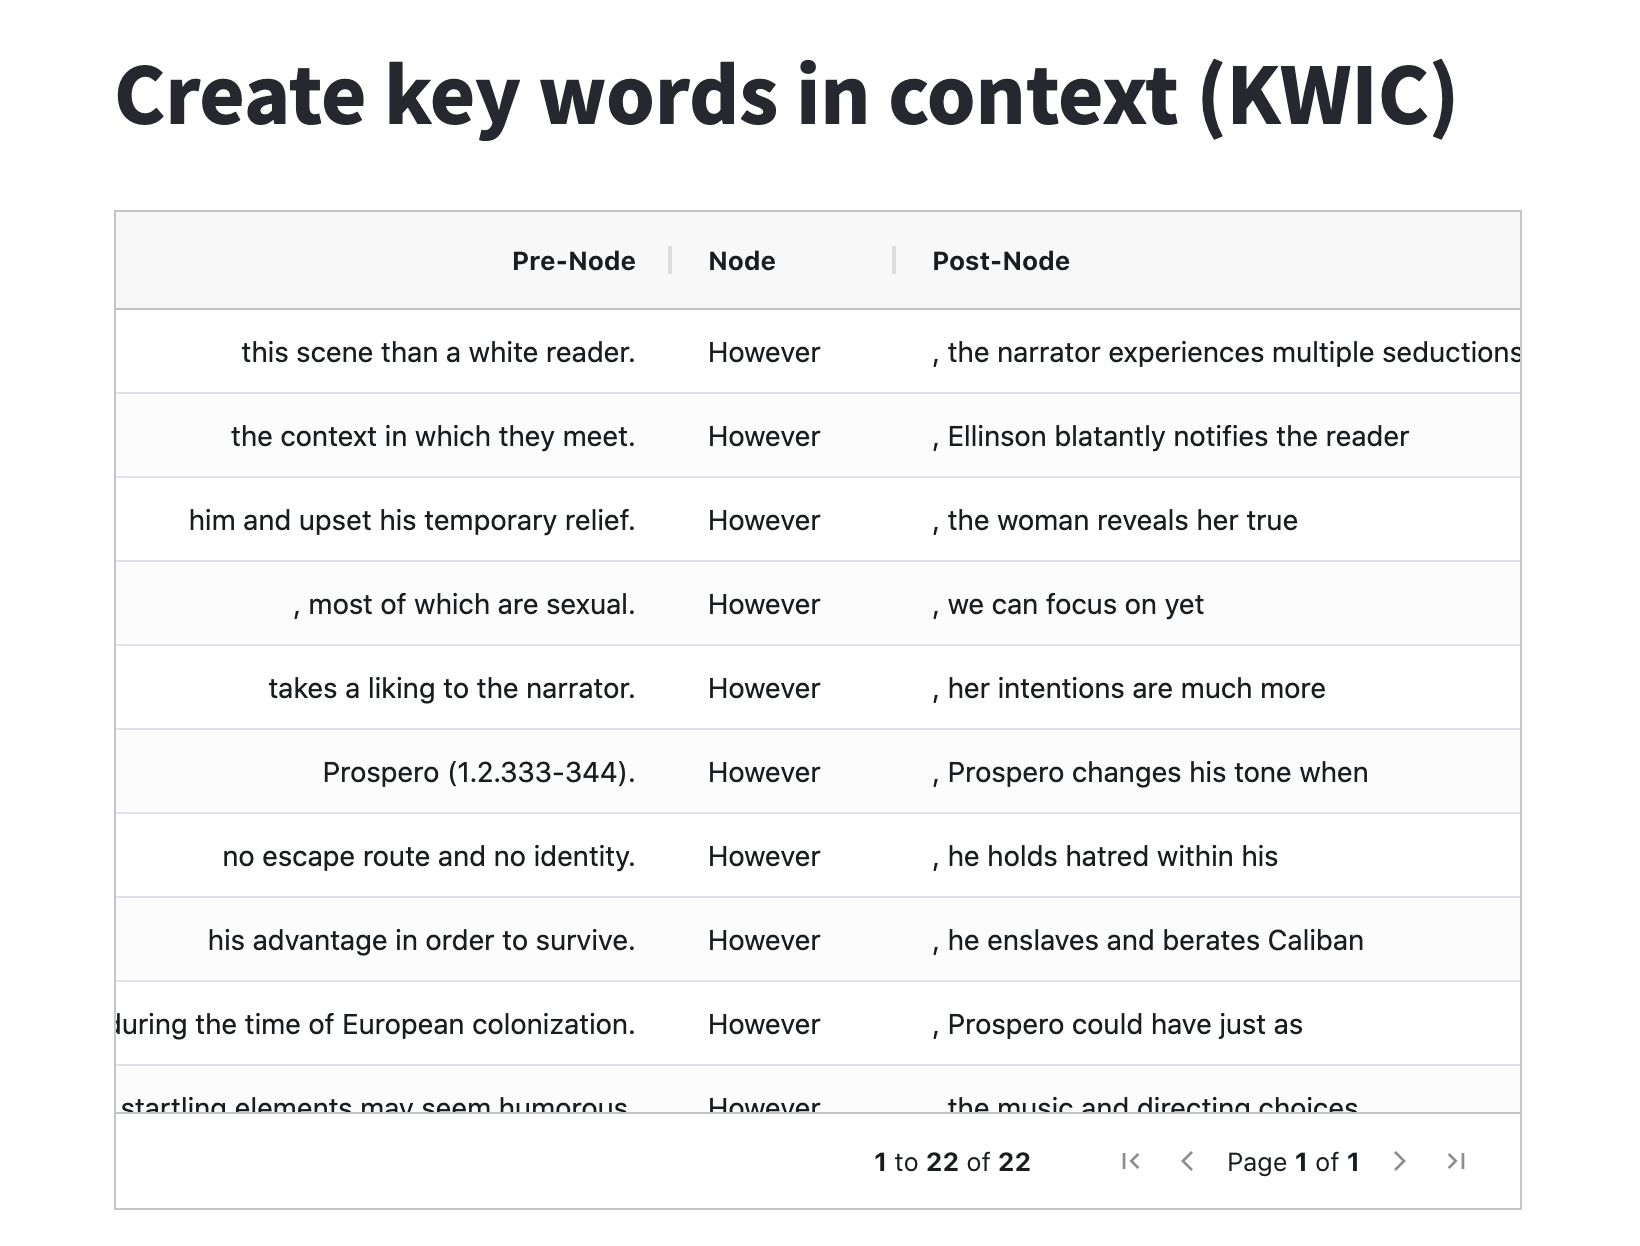 Create key words in context (KWIC)
Pre-Node Node Post-Node
this scene than a white reader. However , the narrator experiences multiple seductions
the context in which they meet. However , Ellinson blatantly notifies the reader
him and upset his temporary relief. However , the woman reveals her true
, most of which are sexual. However , we can focus on yet
takes a liking to the narrator. However , her intentions are much more
Prospero (1.2.333-344). However , Prospero changes his tone when
no escape route and no identity. However , he holds hatred within his
his advantage in order to survive. However , he enslaves and berates Caliban
during the time of European colonization. However , Prospero could have just as
startling elements may seem humorous. However , the music and directing choices
1 to 22 of 22 Page 1 of 1